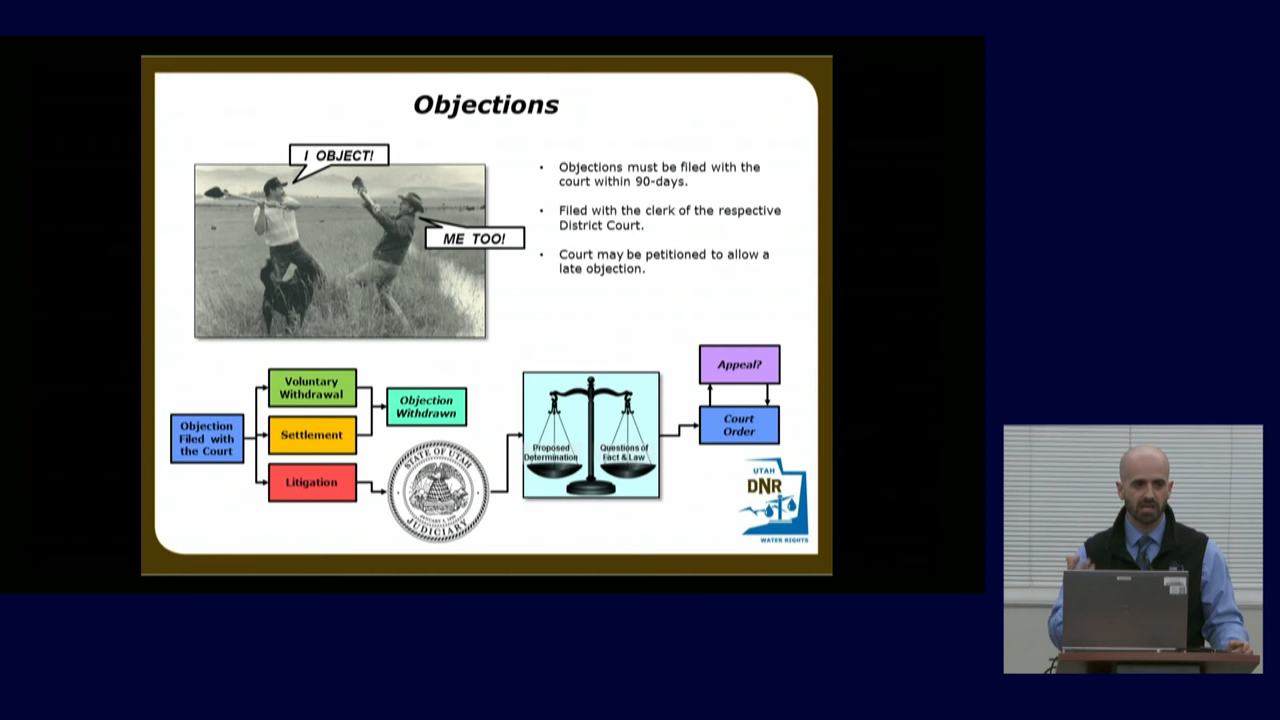 Objections
I OBJECT!
ME TOO!
• Objections must be filed with the
court within 90-days.
• Filed with the clerk of the respective
District Court.
• Court may be petitioned to allow a
late objection.
Objection
Filed with
the Court
Voluntary
Withdrawal
Settlement
Litigation
Objection
Withdrawn
STATE OF UTAH
JUDICIARY
Proposed
Determination
Questions of
Fact & Law
Appeal?
Court
Order
UTAH
DNR
WATER RIGHTS